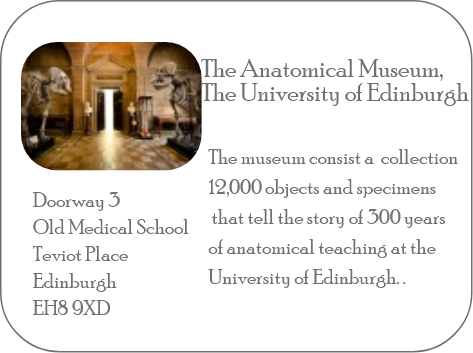 The Anatomical Museum,
The University of Edinburgh
The museum consist a collection
12,000 objects and specimens
that tell the story of 300 years
of anatomical teaching at the
University of Edinburgh. .
Doorway 3
Old Medical School
Teviot Place
Edinburgh
EH8 9XD